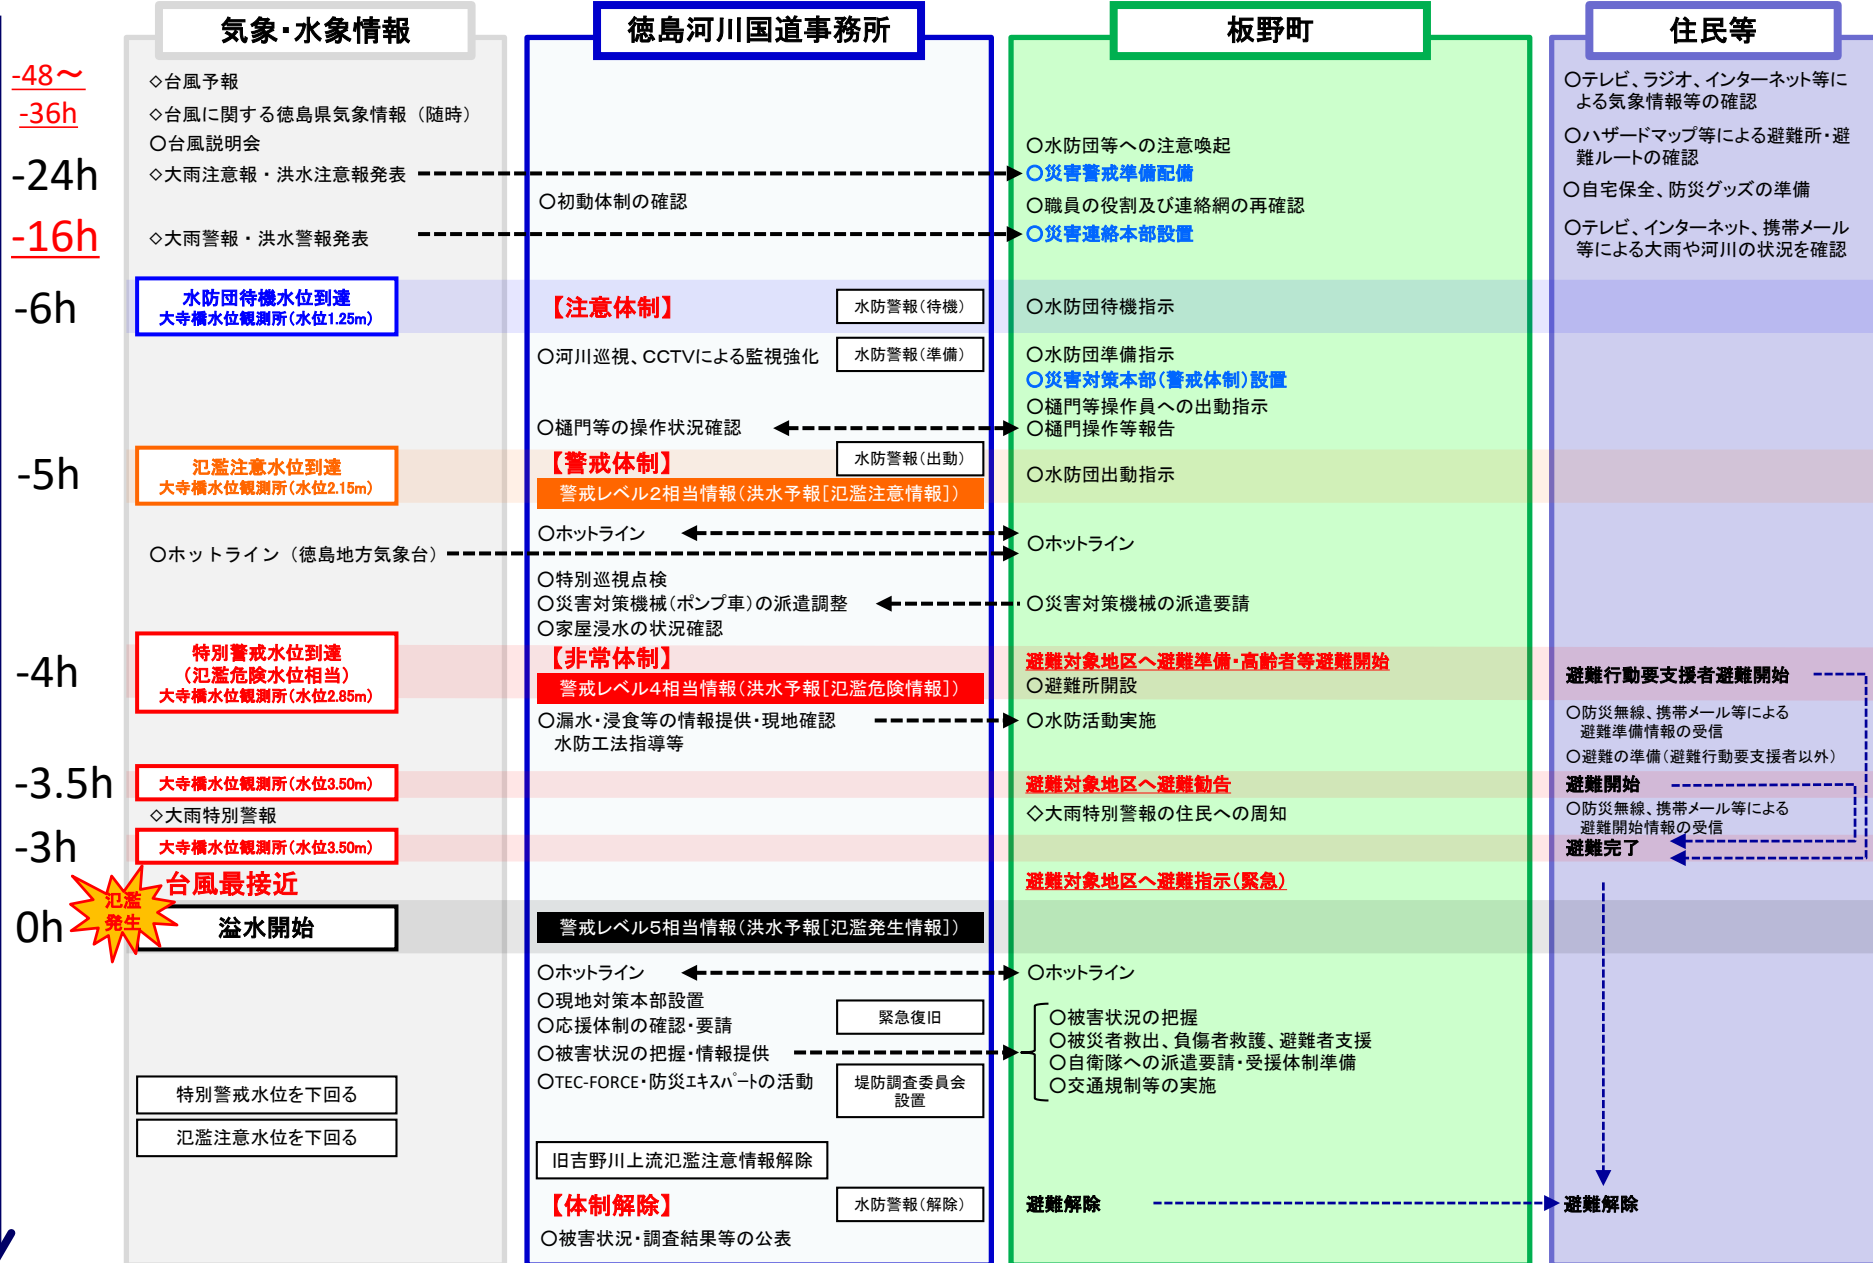 気象・水象情報
徳島河川国道事務所
板野町
住民等
-48～
-36h
-24h
-16h
-6h
-5h
-4h
-3.5h
-3h
0h
◇台風予報
◇台風に関する徳島県気象情報（随時）
○台風説明会
◇大雨注意報・洪水注意報発表
◇大雨警報・洪水警報発表
水防団待機水位到達
大寺橋水位観測所（水位1.25m）
氾濫注意水位到達
大寺橋水位観測所（水位2.15m）
○ホットライン（徳島地方気象台）
特別警戒水位到達
（氾濫危険水位相当）
大寺橋水位観測所（水位2.85m）
大寺橋水位観測所（水位3.50m）
◇大雨特別警報
大寺橋水位観測所（水位3.50m）
台風最接近
氾濫
発生
溢水開始
特別警戒水位を下回る
氾濫注意水位を下回る
○初動体制の確認
【注意体制】
水防警報（待機）
○河川巡視、CCTVによる監視強化
水防警報（準備）
○樋門等の操作状況確認
【警戒体制】
水防警報（出動）
警戒レベル2相当情報（洪水予報［氾濫注意情報］）
○ホットライン
○特別巡視点検
○災害対策機械（ポンプ車）の派遣調整
○家屋浸水の状況確認
【非常体制】
警戒レベル4相当情報（洪水予報［氾濫危険情報］）
○漏水・浸食等の情報提供・現地確認
水防工法指導等
警戒レベル5相当情報（洪水予報［氾濫発生情報］）
○ホットライン
○現地対策本部設置
○応援体制の確認・要請
緊急復旧
○被害状況の把握・情報提供
○TEC-FORCE・防災ｴｷｽﾊﾟｰﾄの活動
堤防調査委員会
設置
旧吉野川上流氾濫注意情報解除
【体制解除】
水防警報（解除）
○被害状況・調査結果等の公表
○水防団等への注意喚起
○災害警戒準備配備
○職員の役割及び連絡網の再確認
○災害連絡本部設置
○水防団待機指示
○水防団準備指示
○災害対策本部（警戒体制）設置
○樋門等操作員への出動指示
○樋門操作等報告
○水防団出動指示
○ホットライン
○災害対策機械の派遣要請
避難対象地区へ避難準備・高齢者等避難開始
○避難所開設
○水防活動実施
避難対象地区へ避難勧告
◇大雨特別警報の住民への周知
避難対象地区へ避難指示（緊急）
○ホットライン
○被害状況の把握
○被災者救出、負傷者救護、避難者支援
○自衛隊への派遣要請・受援体制準備
○交通規制等の実施
避難解除
○テレビ、ラジオ、インターネット等に
よる気象情報等の確認
○ハザードマップ等による避難所・避
難ルートの確認
○自宅保全、防災グッズの準備
○テレビ、インターネット、携帯メール
等による大雨や河川の状況を確認
避難行動要支援者避難開始
○防災無線、携帯メール等による
避難準備情報の受信
○避難の準備（避難行動要支援者以外）
避難開始
○防災無線、携帯メール等による
避難開始情報の受信
避難完了
避難解除